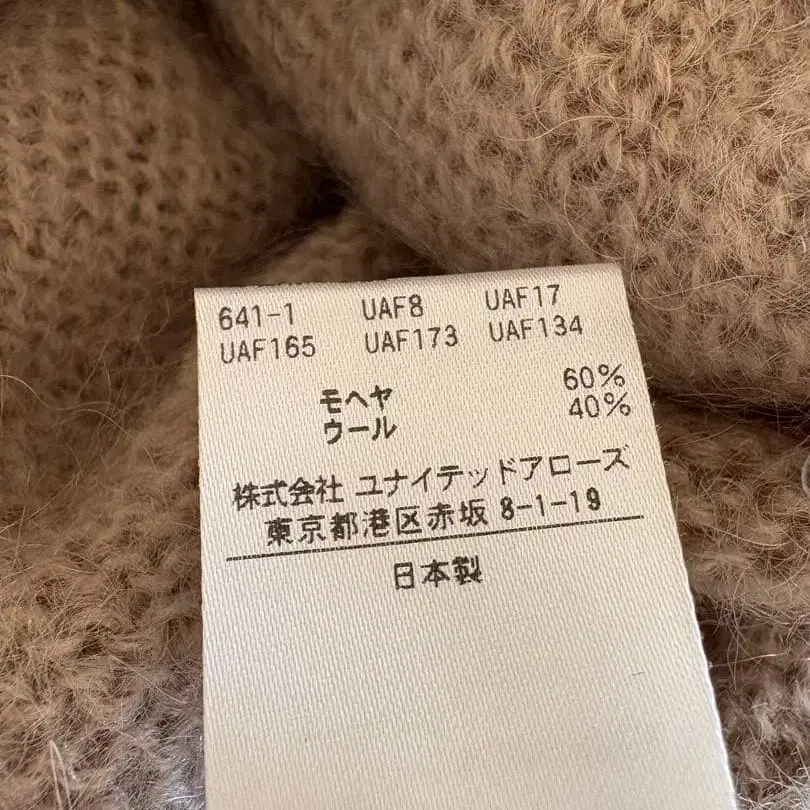 641-1 UAF8 UAF17
UAF165 UAF173 UAF134
モヘヤ 60%
ウール 40%
株式会社 ユナイテッドアローズ
東京都港区赤坂 8-1-19
日本製